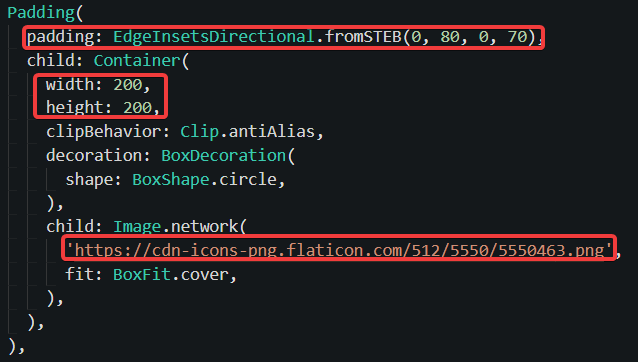 Padding(
padding: EdgeInsetsDirectional.fromSTEB(0, 80, 0, 70),
child: Container(
width: 200,
height: 200,
clipBehavior: Clip.antiAlias,
decoration: BoxDecoration(
shape: BoxShape.circle,
),
child: Image.network(
'https://cdn-icons-png.flaticon.com/512/5550/5550463.png',
fit: BoxFit.cover,
),
),
),